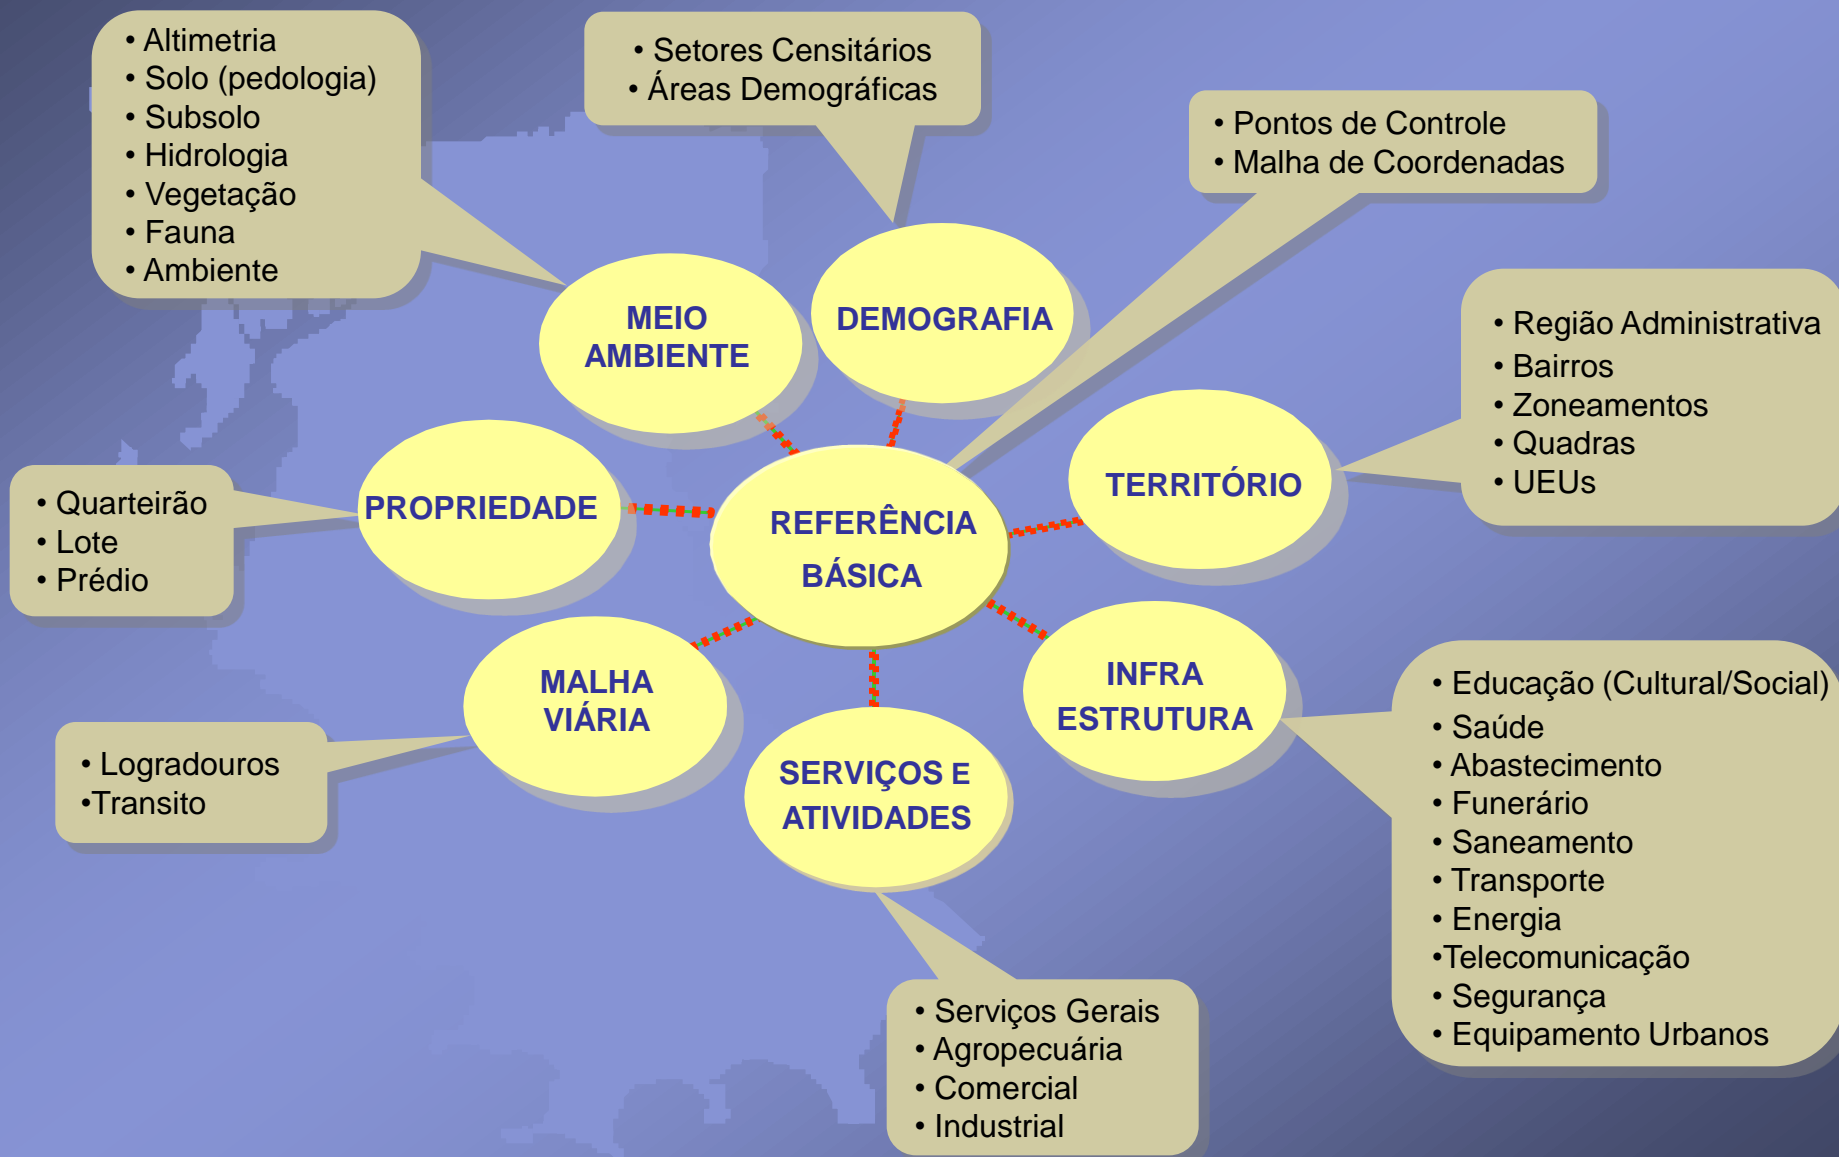 • Altimetria
• Solo (pedologia)
• Subsolo
• Hidrologia
• Vegetação
• Fauna
• Ambiente
• Setores Censitários
• Áreas Demográficas
• Pontos de Controle
• Malha de Coordenadas
MEIO
AMBIENTE
DEMOGRAFIA
• Região Administrativa
• Bairros
• Zoneamentos
• Quadras
• UEUs
TERRITÓRIO
• Quarteirão
• Lote
• Prédio
PROPRIEDADE
REFERÊNCIA
BÁSICA
MALHA
VIÁRIA
INFRA
ESTRUTURA
• Logradouros
•Transito
SERVIÇOS E
ATIVIDADES
• Educação (Cultural/Social)
• Saúde
• Abastecimento
• Funerário
• Saneamento
• Transporte
• Energia
•Telecomunicação
• Segurança
• Equipamento Urbanos
• Serviços Gerais
• Agropecuária
• Comercial
• Industrial